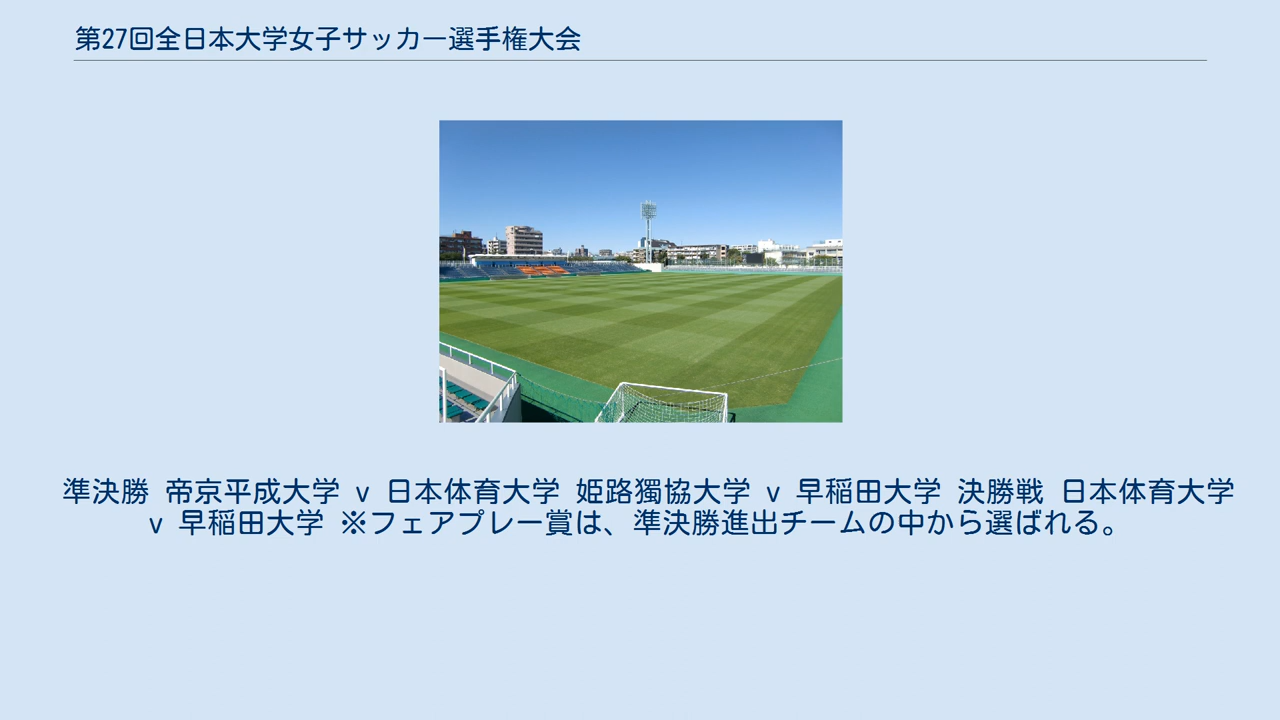 第27回全日本大学女子サッカー選手権大会
準決勝 帝京平成大学 v 日本体育大学 姫路獨協大学 v 早稲田大学 決勝戦 日本体育大学
v 早稲田大学 ※フェアプレー賞は、準決勝進出チームの中から選ばれる。